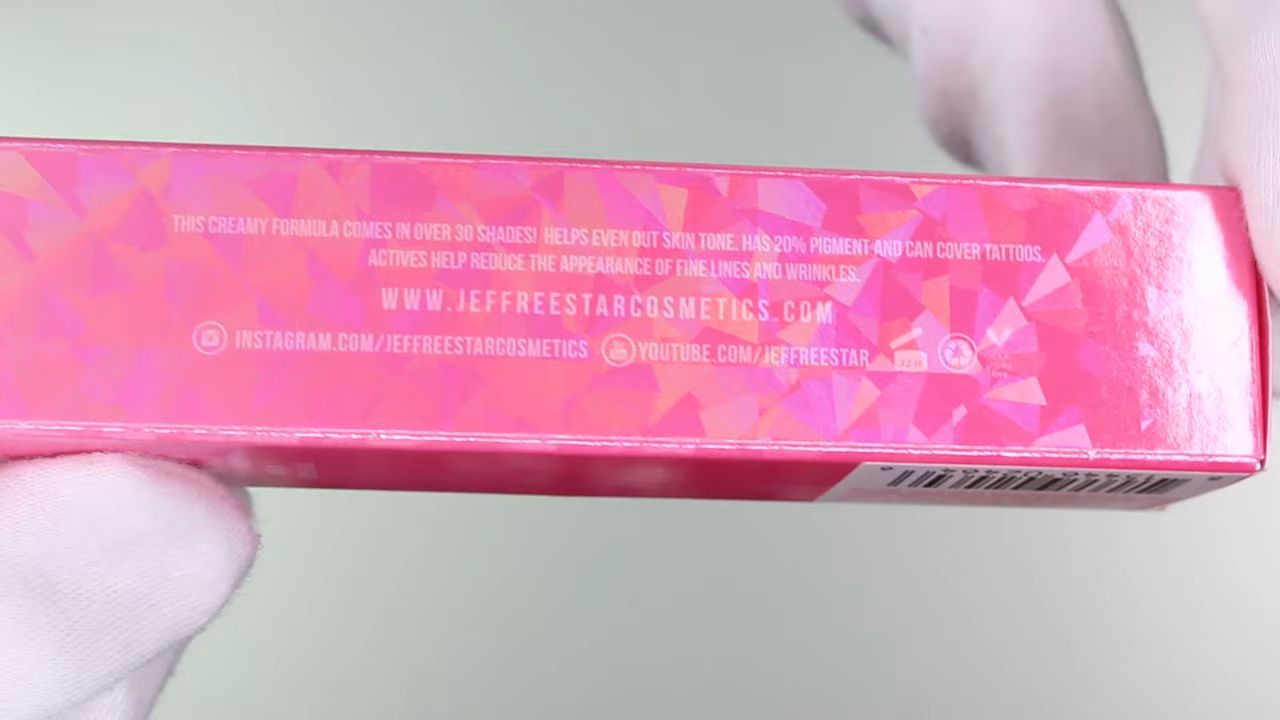 THIS CREAMY FORMULA COMES IN OVER 30 SHADES! HELPS EVEN OUT SKIN TONE. HAS 20% PIGMENT AND CAN COVER TATTOOS.
ACTIVES HELP REDUCE THE APPEARANCE OF FINE LINES AND WRINKLES.
WWW.JEFFREESTARCOSMETICS.COM
INSTAGRAM.COM/JEFFREESTARCOSMETICS YOUTUBE.COM/JEFFREESTAR 12 M